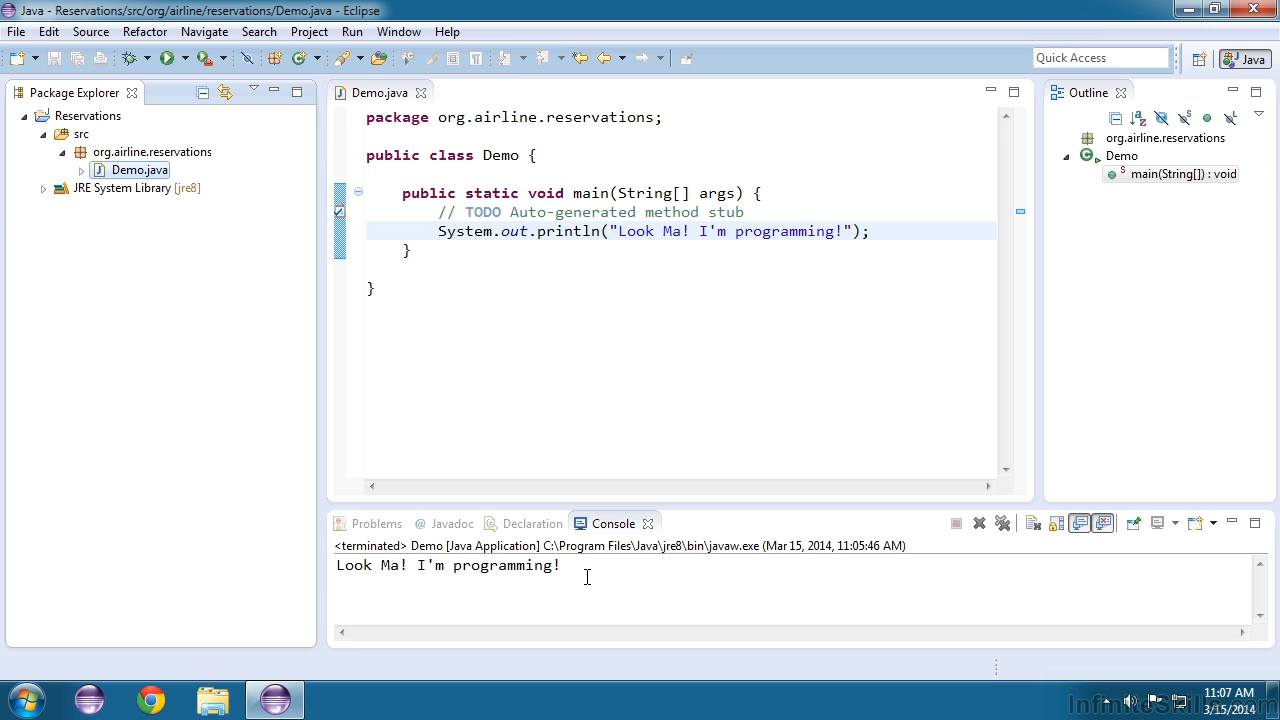 Java - Reservations/src/org/airline/reservations/Demo.java - Eclipse
File Edit Source Refactor Navigate Search Project Run Window Help
Quick Access
Java
Package Explorer
Reservations
src
org.airline.reservations
Demo.java
JRE System Library [jre8]
Demo.java
package org.airline.reservations;
public class Demo {
public static void main(String[] args) {
// TODO Auto-generated method stub
System.out.println("Look Ma! I'm programming!");
}
}
Outline
org.airline.reservations
Demo
main(String[]) : void
Problems @ Javadoc Declaration Console
<terminated> Demo [Java Application] C:\Program Files\Java\jre8\bin\javaw.exe (Mar 15, 2014, 11:05:46 AM)
Look Ma! I'm programming!
11:07 AM
3/15/2014
InfiniteSkills.com